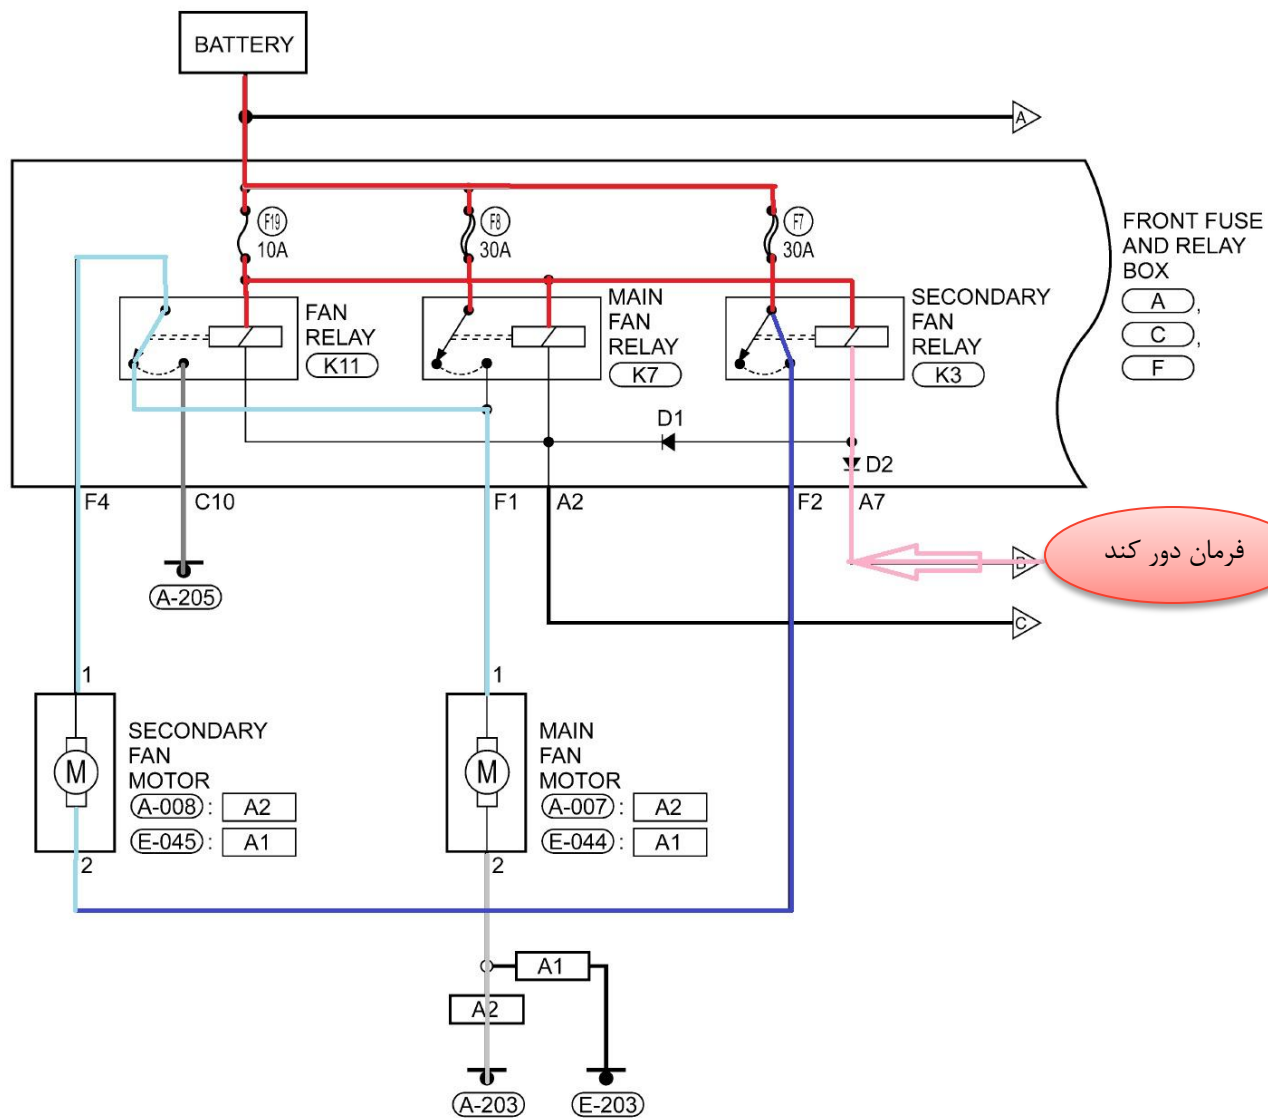 BATTERY
A
F19
10A
F8
30A
F7
30A
FRONT FUSE
AND RELAY
BOX
A ,
C ,
F
FAN
RELAY
K11
MAIN
FAN
RELAY
K7
SECONDARY
FAN
RELAY
K3
D1
D2
F4
C10
F1
A2
F2
A7
فرمان دور کند
B
C
A-205
1
SECONDARY
FAN
MOTOR
M
A-008 : A2
E-045 : A1
2
1
MAIN
FAN
MOTOR
M
A-007 : A2
E-044 : A1
2
A1
A2
A-203
E-203